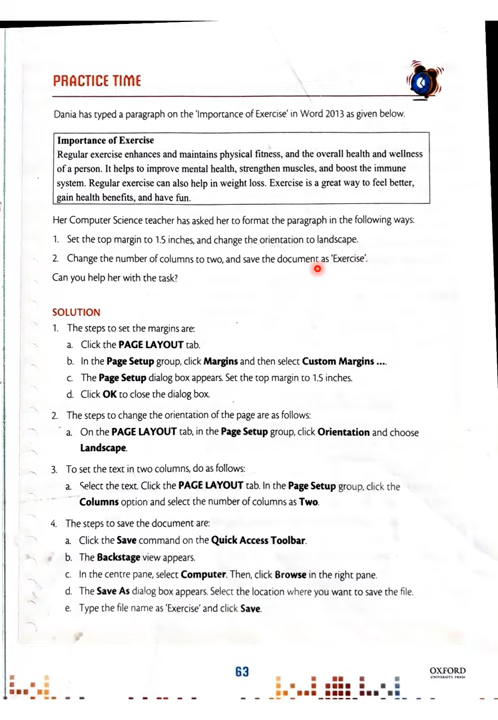 PRACTICE TIME
Dania has typed a paragraph on the 'Importance of Exercise' in Word 2013 as given below.
Importance of Exercise
Regular exercise enhances and maintains physical fitness, and the overall health and wellness
of a person. It helps to improve mental health, strengthen muscles, and boost the immune
system. Regular exercise can also help in weight loss. Exercise is a great way to feel better,
gain health benefits, and have fun.
Her Computer Science teacher has asked her to format the paragraph in the following ways:
1. Set the top margin to 1.5 inches, and change the orientation to landscape.
2. Change the number of columns to two, and save the document as 'Exercise'.
Can you help her with the task?
SOLUTION
1. The steps to set the margins are:
a. Click the PAGE LAYOUT tab.
b. In the Page Setup group, click Margins and then select Custom Margins ....
c. The Page Setup dialog box appears. Set the top margin to 1.5 inches.
d. Click OK to close the dialog box.
2. The steps to change the orientation of the page are as follows:
a. On the PAGE LAYOUT tab, in the Page Setup group, click Orientation and choose
Landscape.
3. To set the text in two columns, do as follows:
a. Select the text. Click the PAGE LAYOUT tab. In the Page Setup group, click the
Columns option and select the number of columns as Two.
4. The steps to save the document are:
a. Click the Save command on the Quick Access Toolbar.
b. The Backstage view appears.
c. In the centre pane, select Computer. Then, click Browse in the right pane.
d. The Save As dialog box appears. Select the location where you want to save the file.
e. Type the file name as 'Exercise' and click Save.
63
OXFORD
UNIVERSITY PRESS